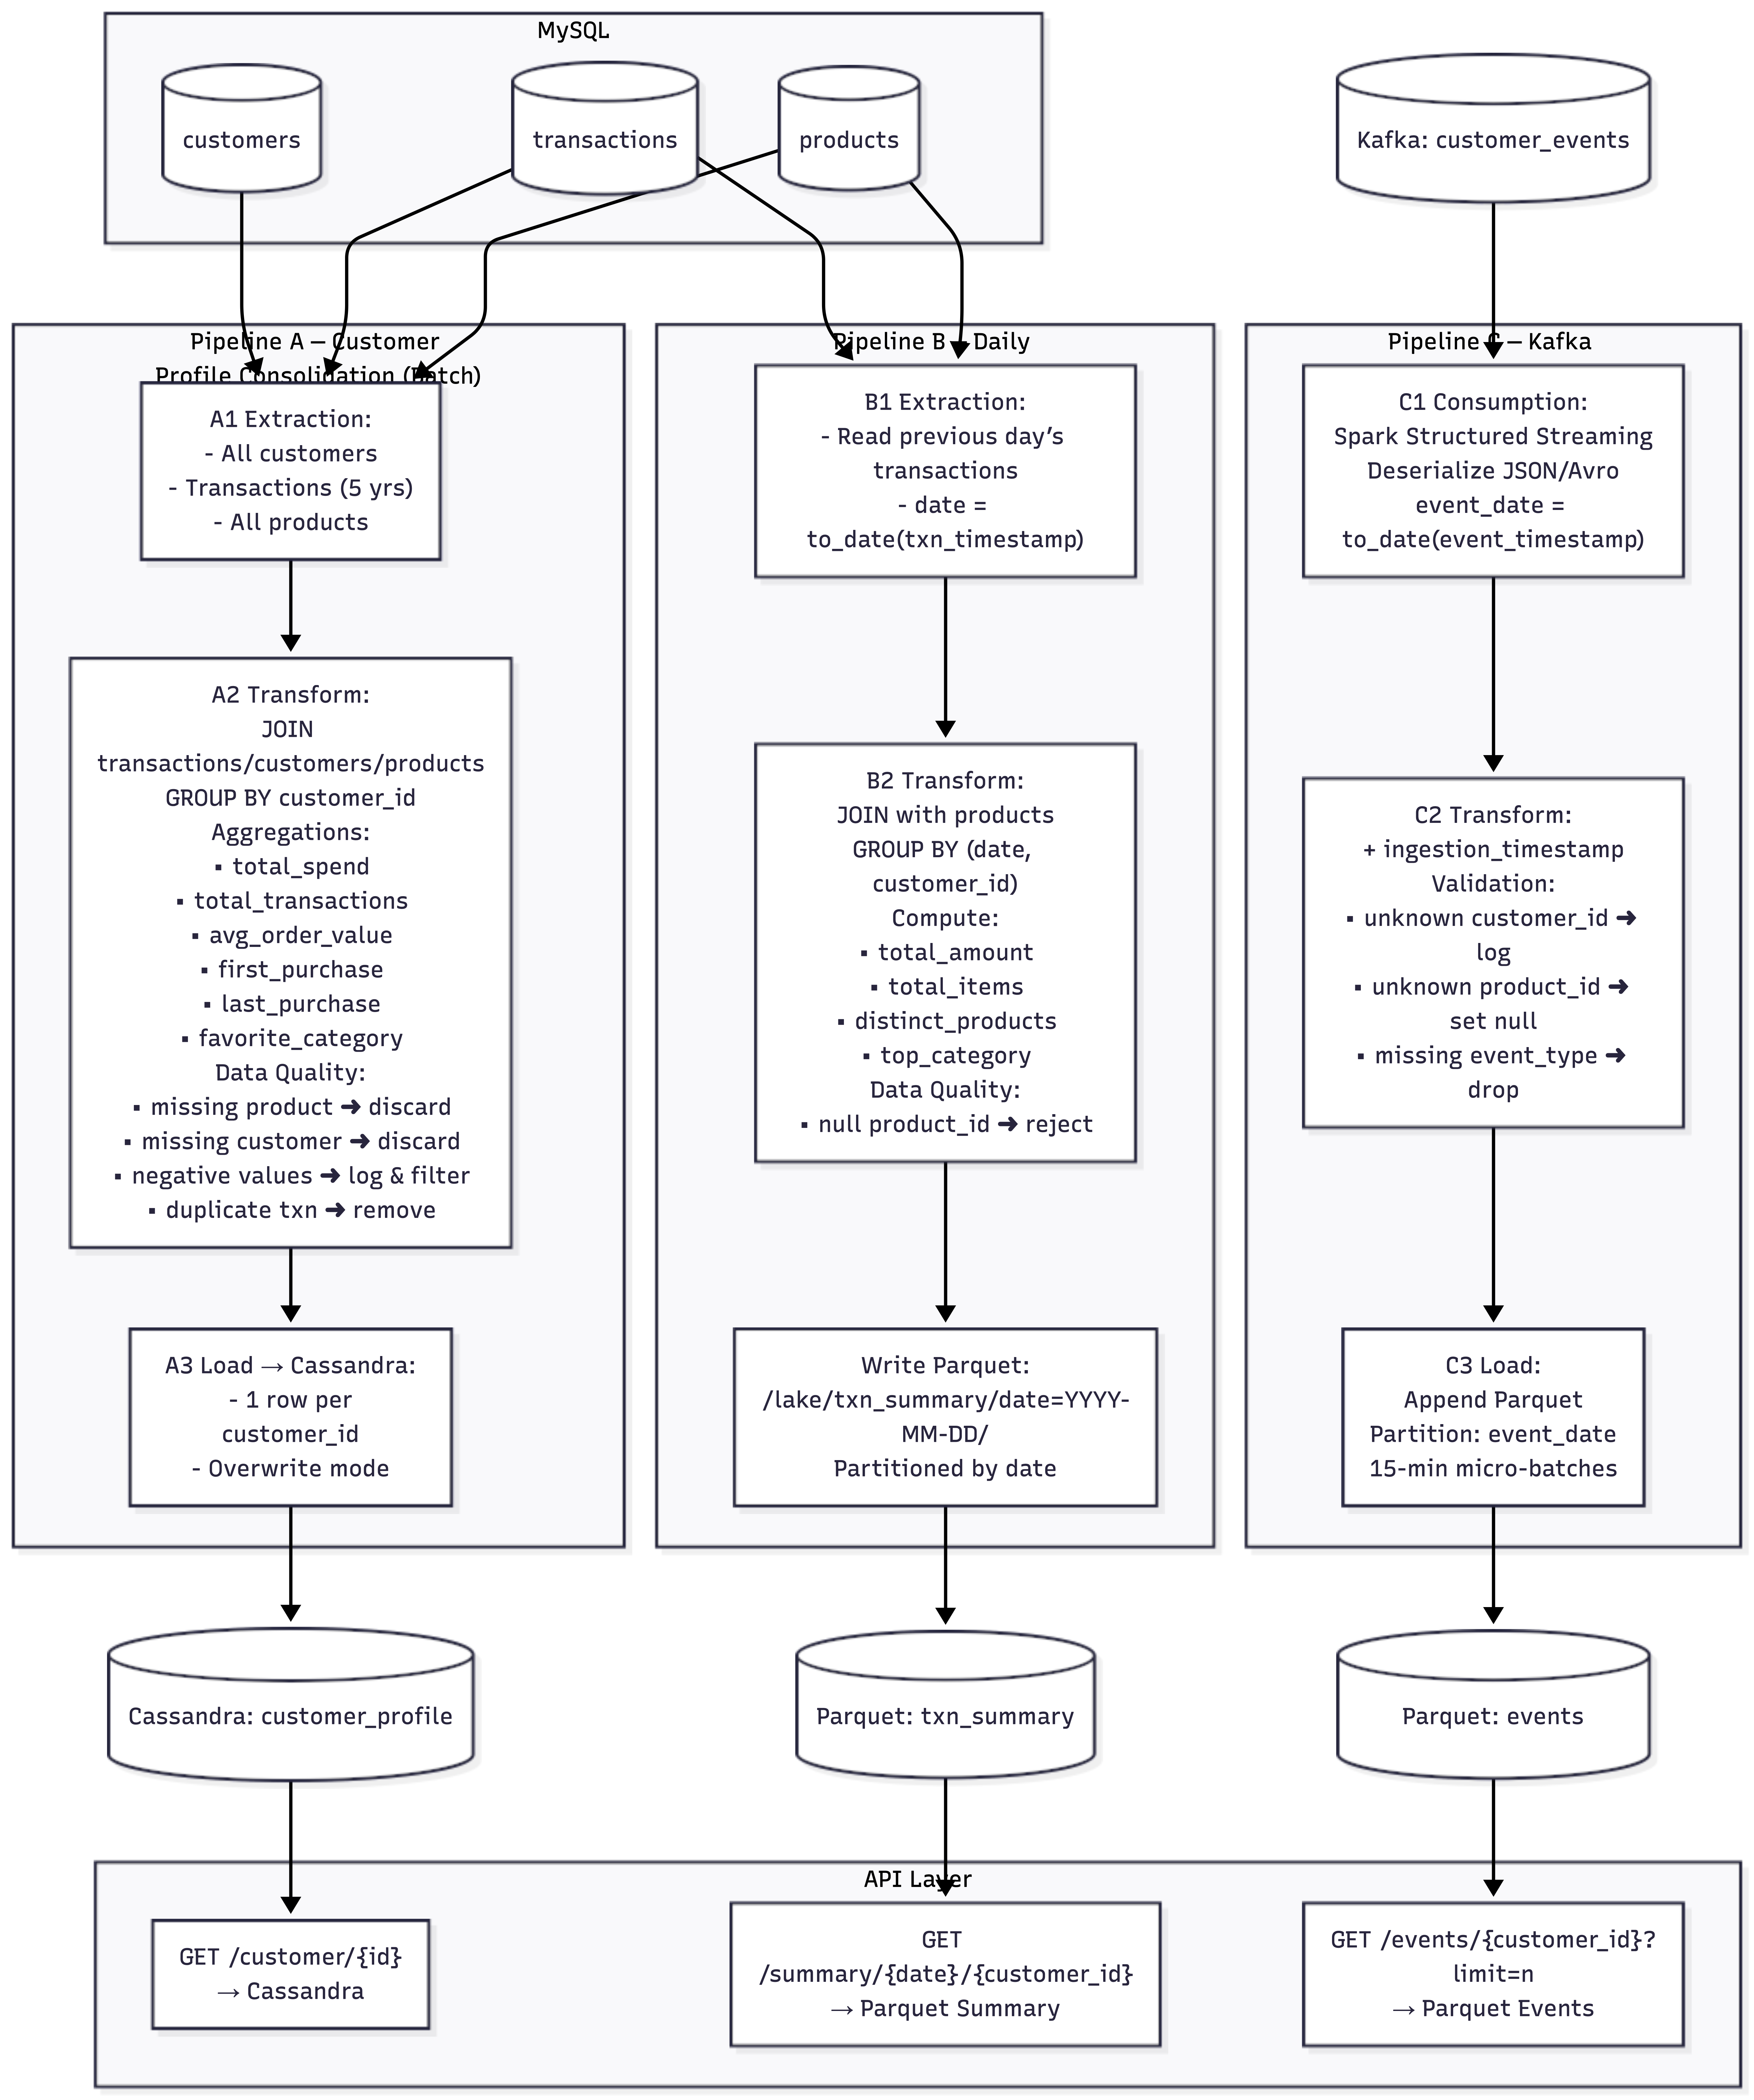 MySQL
customers
transactions
products
Kafka: customer_events
Pipeline A – Customer
Profile Consolidation (Batch)
A1 Extraction:
- All customers
- Transactions (5 yrs)
- All products
A2 Transform:
JOIN
transactions/customers/products
GROUP BY customer_id
Aggregations:
▪ total_spend
▪ total_transactions
▪ avg_order_value
▪ first_purchase
▪ last_purchase
▪ favorite_category
Data Quality:
▪ missing product ➜ discard
▪ missing customer ➜ discard
▪ negative values ➜ log & filter
▪ duplicate txn ➜ remove
A3 Load → Cassandra:
- 1 row per
customer_id
- Overwrite mode
Pipeline B – Daily
B1 Extraction:
- Read previous day’s
transactions
- date =
to_date(txn_timestamp)
B2 Transform:
JOIN with products
GROUP BY (date,
customer_id)
Compute:
▪ total_amount
▪ total_items
▪ distinct_products
▪ top_category
Data Quality:
▪ null product_id ➜ reject
Write Parquet:
/lake/txn_summary/date=YYYY-
MM-DD/
Partitioned by date
Pipeline C – Kafka
C1 Consumption:
Spark Structured Streaming
Deserialize JSON/Avro
event_date =
to_date(event_timestamp)
C2 Transform:
+ ingestion_timestamp
Validation:
▪ unknown customer_id ➜
log
▪ unknown product_id ➜
set null
▪ missing event_type ➜
drop
C3 Load:
Append Parquet
Partition: event_date
15-min micro-batches
Cassandra: customer_profile
Parquet: txn_summary
Parquet: events
API Layer
GET /customer/{id}
→ Cassandra
GET
/summary/{date}/{customer_id}
→ Parquet Summary
GET /events/{customer_id}?
limit=n
→ Parquet Events